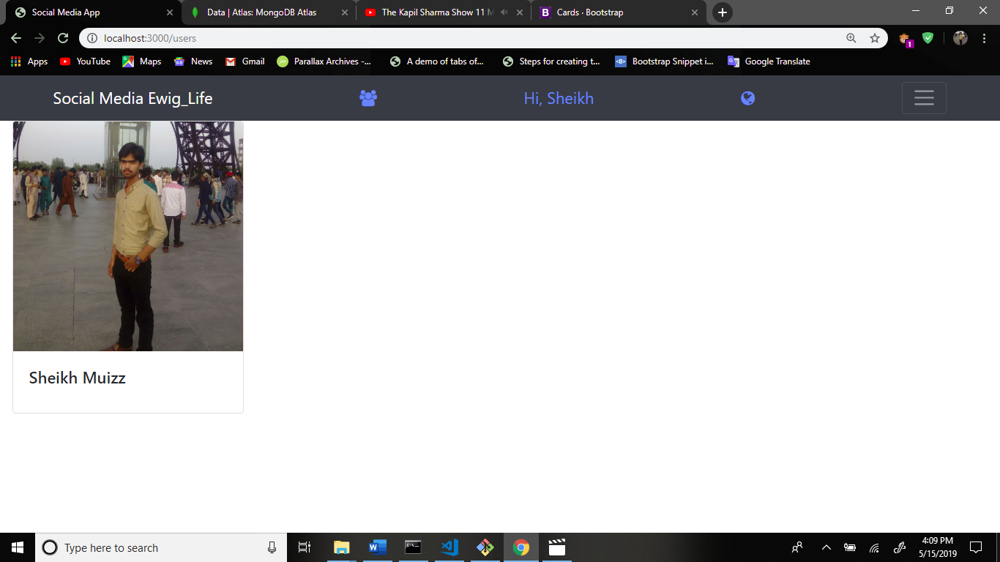 Social Media App
Data | Atlas: MongoDB Atlas
The Kapil Sharma Show 11 M
B
Cards · Bootstrap
localhost:3000/users
1
Apps
YouTube
Maps
News
Gmail
Parallax Archives -...
A demo of tabs of...
Steps for creating t...
Bootstrap Snippet i...
Google Translate
Social Media Ewig_Life
Hi, Sheikh
Sheikh Muizz
Type here to search
4:09 PM
5/15/2019